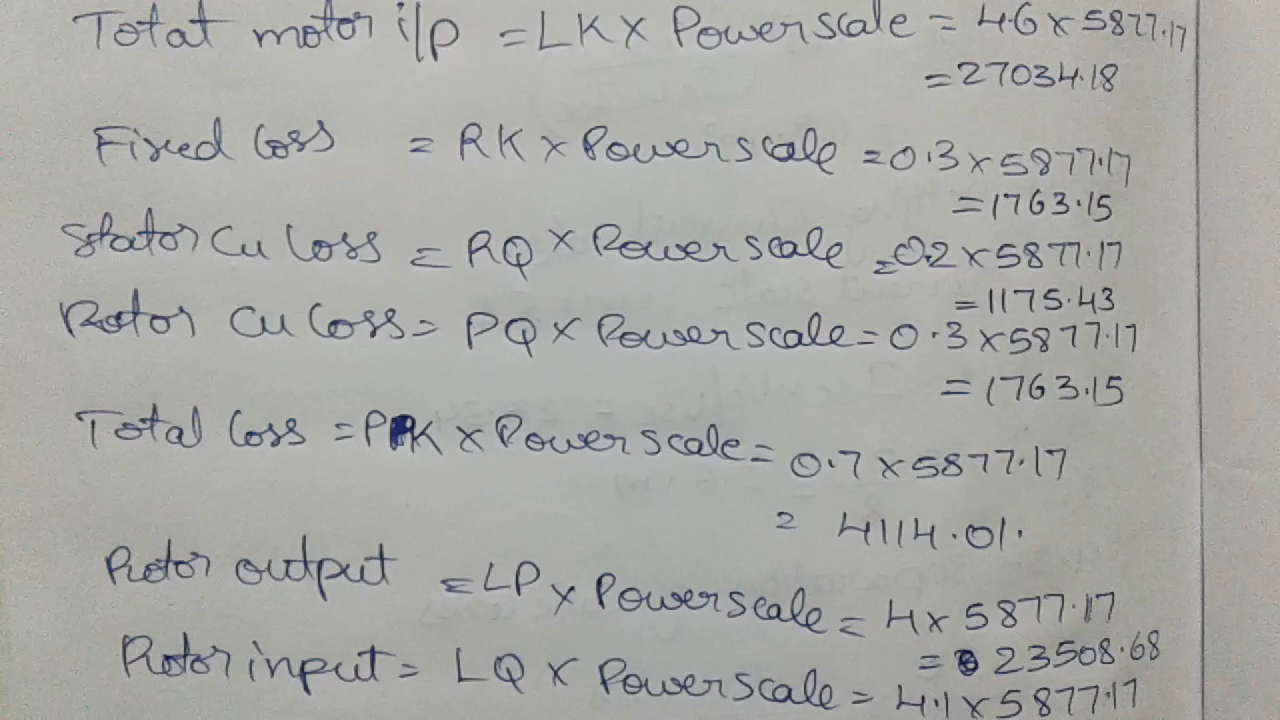 Totat motor i/p = LK x Powerscale = 4.6 x 5877.17
= 27034.18
Fixed loss = RK x Powerscale = 0.3 x 5877.17
= 1763.15
Stator Cu loss = RQ x Powerscale = 0.2 x 5877.17
= 1175.43
Rotor Cu loss = PQ x Powerscale = 0.3 x 5877.17
= 1763.15
Total loss = PK x Powerscale = 0.7 x 5877.17
= 4114.01.
Rotor output = LP x Powerscale = 4 x 5877.17
= 23508.68
Rotor input = LQ x Powerscale = 4.1 x 5877.17